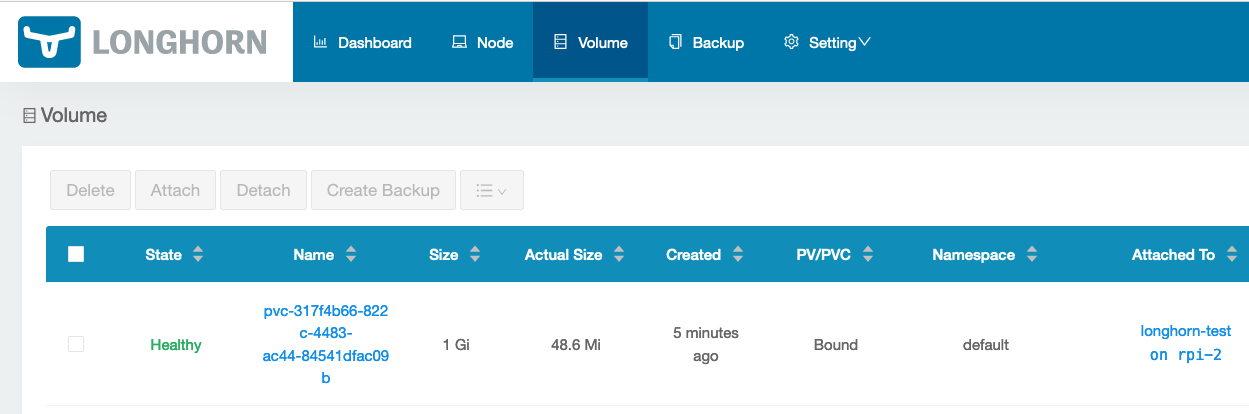 LONGHORN
Dashboard Node Volume Backup Setting
Volume
Delete Attach Detach Create Backup
State Name Size Actual Size Created PV/PVC Namespace Attached To
pvc-317f4b66-822
c-4483-
ac44-84541dfac09
b
Healthy
1 Gi
48.6 Mi
5 minutes
ago
Bound
default
longhorn-test
on rpi-2